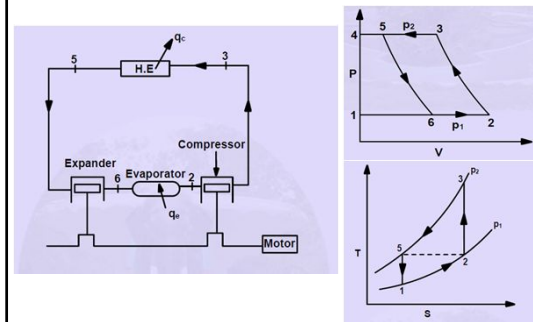 qc
5
3
H.E
Compressor
Expander
Evaporator
6
2
qe
Motor
4
5
p2
3
P
1
6
p1
2
V
3
p2
p1
T
5
2
1
S